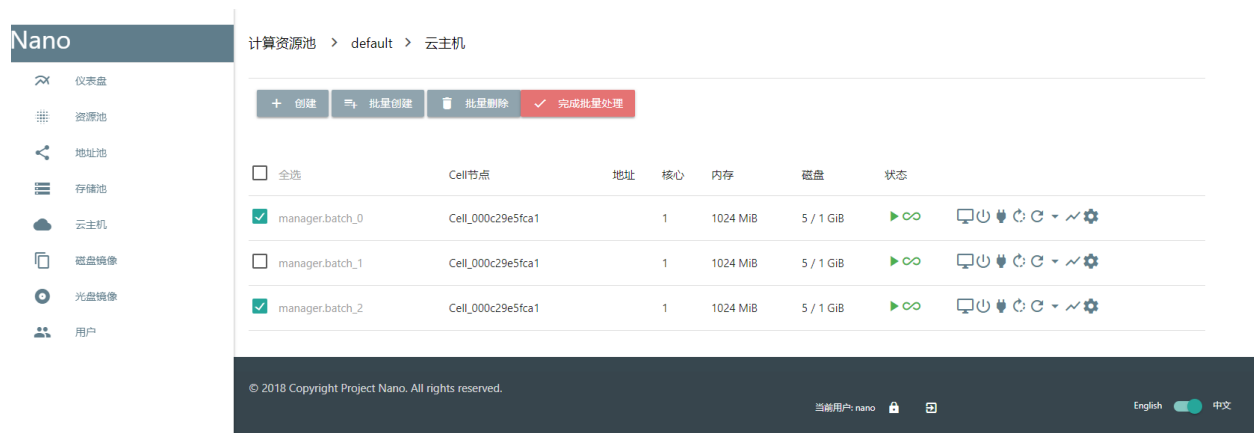 Nano
计算资源池 > default > 云主机
仪表盘
资源池
地址池
存储池
云主机
磁盘镜像
光盘镜像
用户
+ 创建 批量创建 批量删除 完成批量处理
全选 Cell节点 地址 核心 内存 磁盘 状态
manager.batch_0 Cell_000c29e5fca1 1 1024 MiB 5 / 1 GiB
manager.batch_1 Cell_000c29e5fca1 1 1024 MiB 5 / 1 GiB
manager.batch_2 Cell_000c29e5fca1 1 1024 MiB 5 / 1 GiB
© 2018 Copyright Project Nano. All rights reserved.
当前用户: nano English 中文